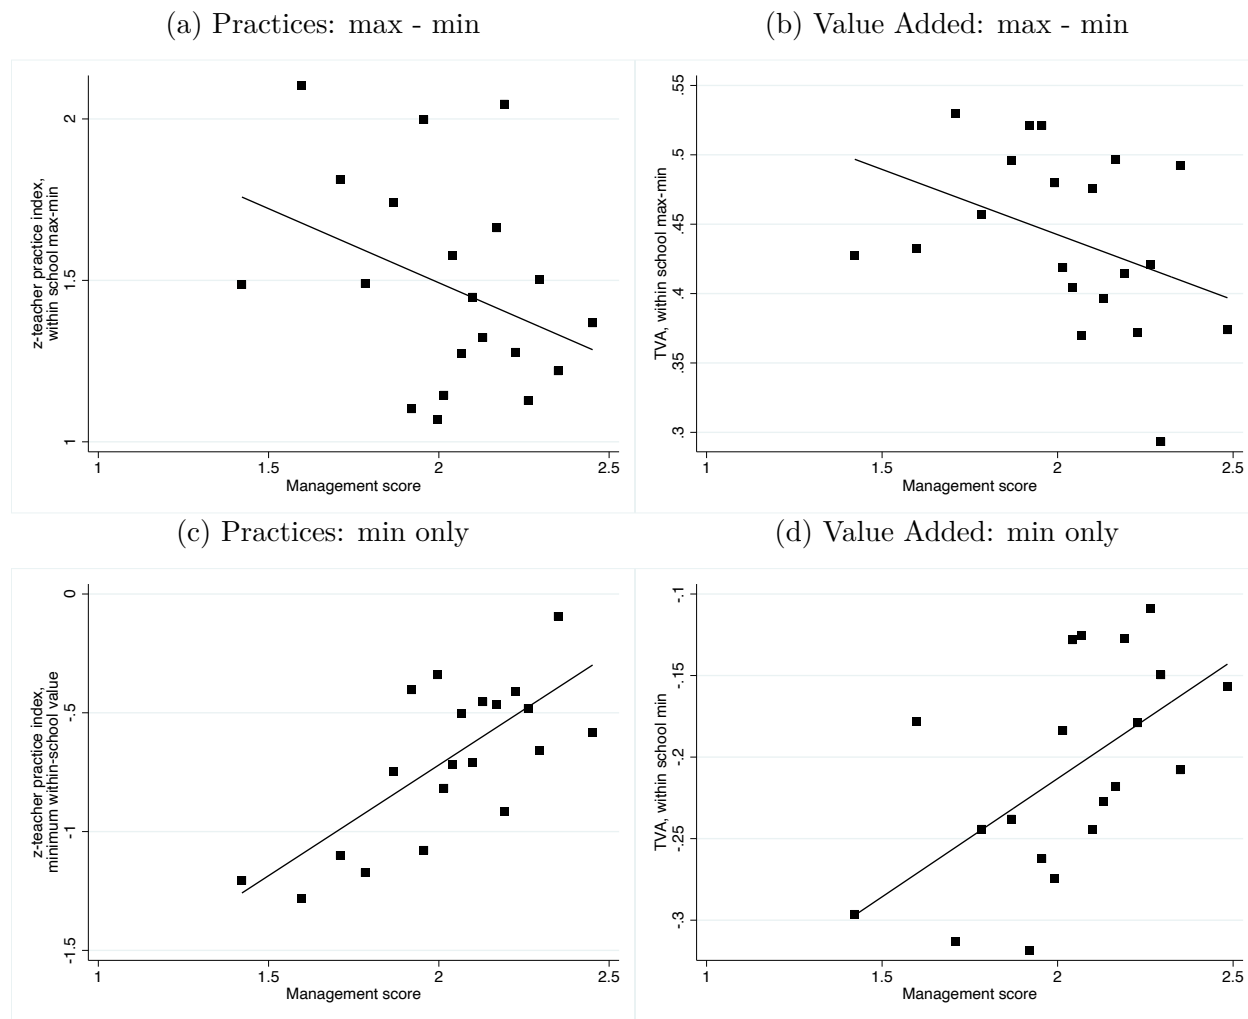 (a) Practices: max - min
z-teacher practice index,
within school max-min
2
1.5
1
1
1.5
2
2.5
Management score
(b) Value Added: max - min
TVA, within school max-min
.55
.5
.45
.4
.35
.3
1
1.5
2
2.5
Management score
(c) Practices: min only
z-teacher practice index,
minimum within-school value
0
-.5
-1
-1.5
1
1.5
2
2.5
Management score
(d) Value Added: min only
TVA, within school min
-.1
-.15
-.2
-.25
-.3
1
1.5
2
2.5
Management score